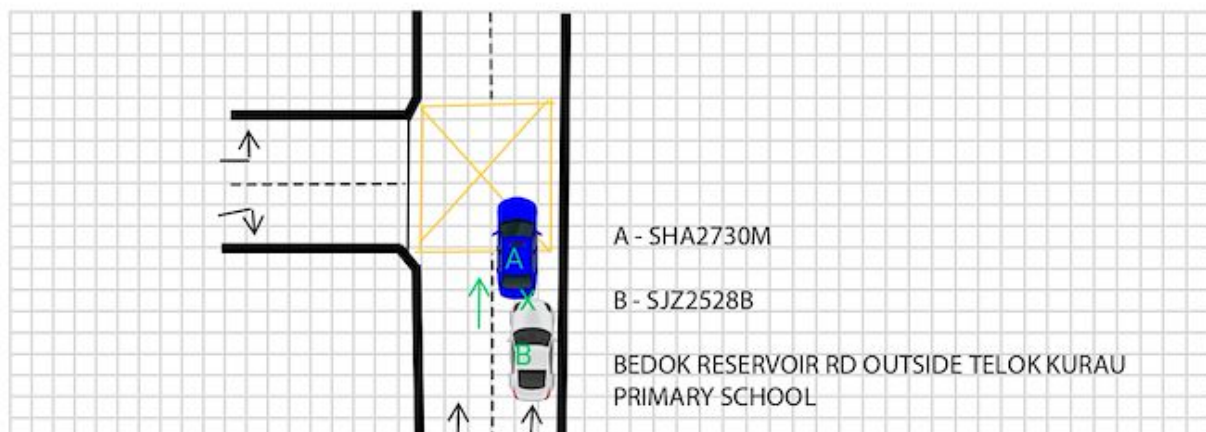 A
X
B
A - SHA2730M
B - SJZ2528B
BEDOK RESERVOIR RD OUTSIDE TELOK KURAU
PRIMARY SCHOOL